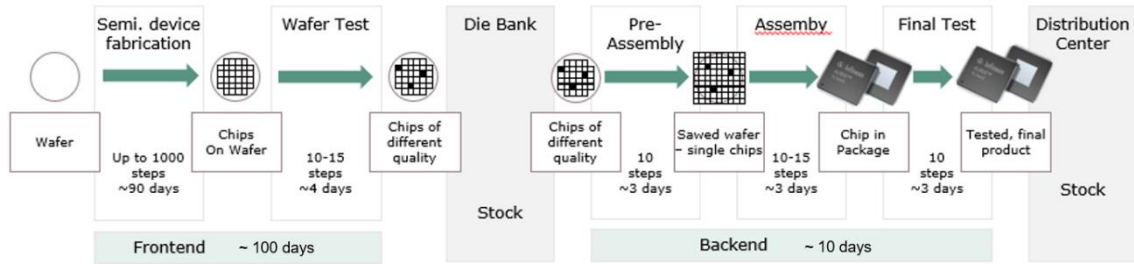 Semi. device
fabrication
Wafer Test
Die Bank
Pre-
Assembly
Assemby
Final Test
Distribution
Center
Wafer
Chips
On Wafer
Chips of
different
quality
Chips of
different
quality
Sawed wafer
– single chips
Chip in
Package
Tested, final
product
Up to 1000
steps
~90 days
10-15
steps
~4 days
10
steps
~3 days
10-15
steps
~3 days
10
steps
~3 days
Stock
Stock
Frontend ~ 100 days
Backend ~ 10 days